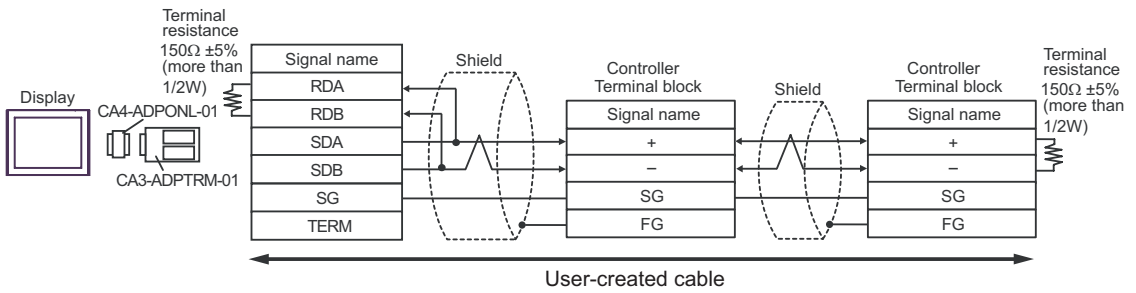 Terminal
resistance
150Ω ±5%
(more than
1/2W)
Display
CA4-ADPONL-01
CA3-ADPTRM-01
Signal name
RDA
RDB
SDA
SDB
SG
TERM
Shield
Controller
Terminal block
Signal name
+
–
SG
FG
Shield
Controller
Terminal block
Signal name
+
–
SG
FG
Terminal
resistance
150Ω ±5%
(more than
1/2W)
User-created cable